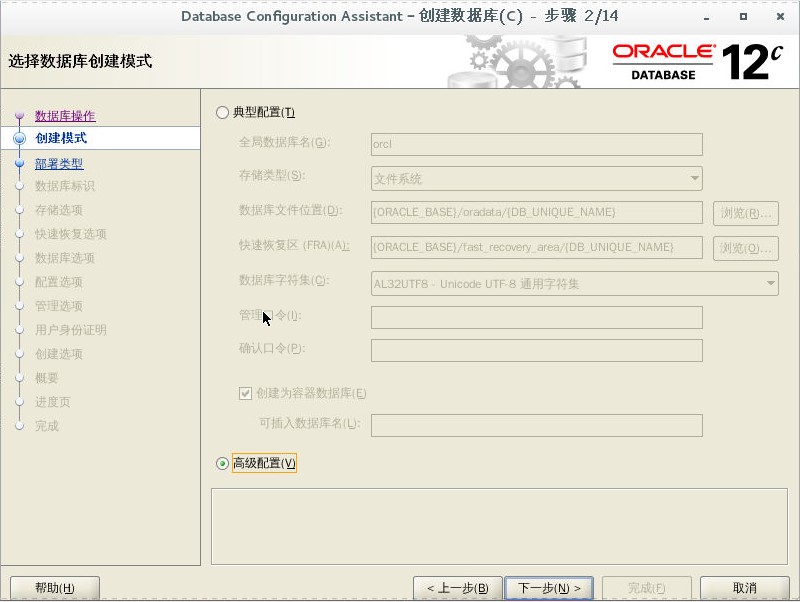 Database Configuration Assistant – 创建数据库(C) - 步骤 2/14
选择数据库创建模式
ORACLE
DATABASE
12c
数据库操作
创建模式
部署类型
数据库标识
存储选项
快速恢复选项
数据库选项
配置选项
管理选项
用户身份证明
创建选项
概要
进度页
完成
典型配置(T)
全局数据库名(G): orcl
存储类型(S): 文件系统
数据库文件位置(D): {ORACLE_BASE}/oradata/{DB_UNIQUE_NAME} 浏览(R)...
快速恢复区 (FRA)(A): {ORACLE_BASE}/fast_recovery_area/{DB_UNIQUE_NAME} 浏览(O)...
数据库字符集(C): AL32UTF8 - Unicode UTF-8 通用字符集
管理口令(I):
确认口令(P):
创建为容器数据库(E)
可插入数据库名(L):
高级配置(V)
帮助(H) < 上一步(B) 下一步(N) > 完成(F) 取消